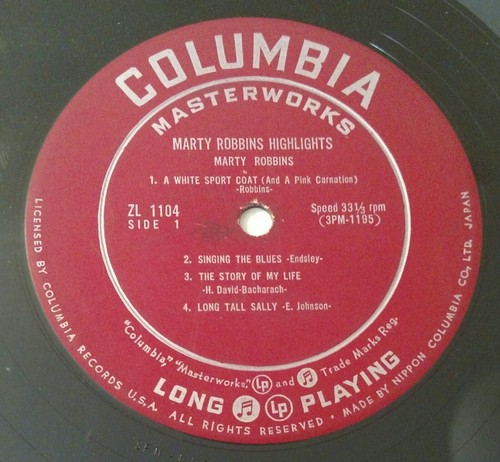 COLUMBIA
MASTERWORKS
MARTY ROBBINS HIGHLIGHTS
MARTY ROBBINS
1. A WHITE SPORT COAT (And A Pink Carnation)
-Robbins-
ZL 1104
SIDE 1
Speed 33⅓ rpm
(3PM-1195)
2. SINGING THE BLUES -Endsley-
3. THE STORY OF MY LIFE
-H. David-Bacharach-
4. LONG TALL SALLY -E. Johnson-
"Columbia," "Masterworks," LP and Trade Marks Reg.
LONG LP PLAYING
LICENSED BY COLUMBIA RECORDS U.S.A. ALL RIGHTS RESERVED • MADE BY NIPPON COLUMBIA CO., LTD. JAPAN